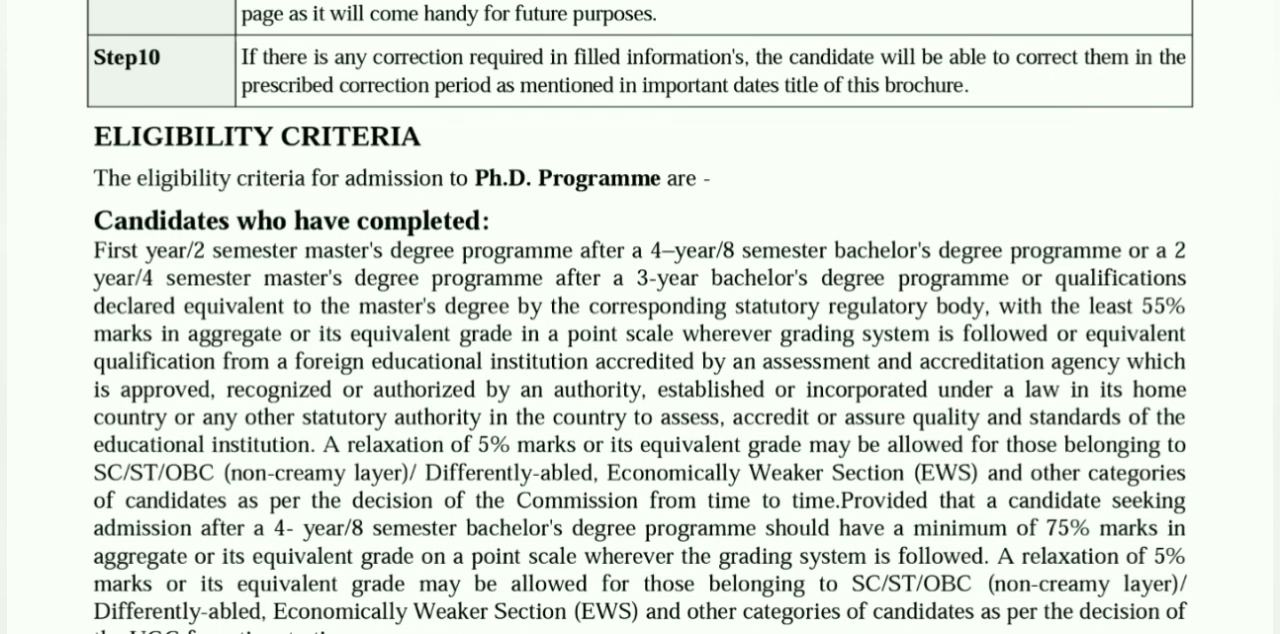 page as it will come handy for future purposes.
Step10
If there is any correction required in filled information's, the candidate will be able to correct them in the
prescribed correction period as mentioned in important dates title of this brochure.
ELIGIBILITY CRITERIA
The eligibility criteria for admission to Ph.D. Programme are -
Candidates who have completed:
First year/2 semester master's degree programme after a 4–year/8 semester bachelor's degree programme or a 2
year/4 semester master's degree programme after a 3-year bachelor's degree programme or qualifications
declared equivalent to the master's degree by the corresponding statutory regulatory body, with the least 55%
marks in aggregate or its equivalent grade in a point scale wherever grading system is followed or equivalent
qualification from a foreign educational institution accredited by an assessment and accreditation agency which
is approved, recognized or authorized by an authority, established or incorporated under a law in its home
country or any other statutory authority in the country to assess, accredit or assure quality and standards of the
educational institution. A relaxation of 5% marks or its equivalent grade may be allowed for those belonging to
SC/ST/OBC (non-creamy layer)/ Differently-abled, Economically Weaker Section (EWS) and other categories
of candidates as per the decision of the Commission from time to time.Provided that a candidate seeking
admission after a 4- year/8 semester bachelor's degree programme should have a minimum of 75% marks in
aggregate or its equivalent grade on a point scale wherever the grading system is followed. A relaxation of 5%
marks or its equivalent grade may be allowed for those belonging to SC/ST/OBC (non-creamy layer)/
Differently-abled, Economically Weaker Section (EWS) and other categories of candidates as per the decision of